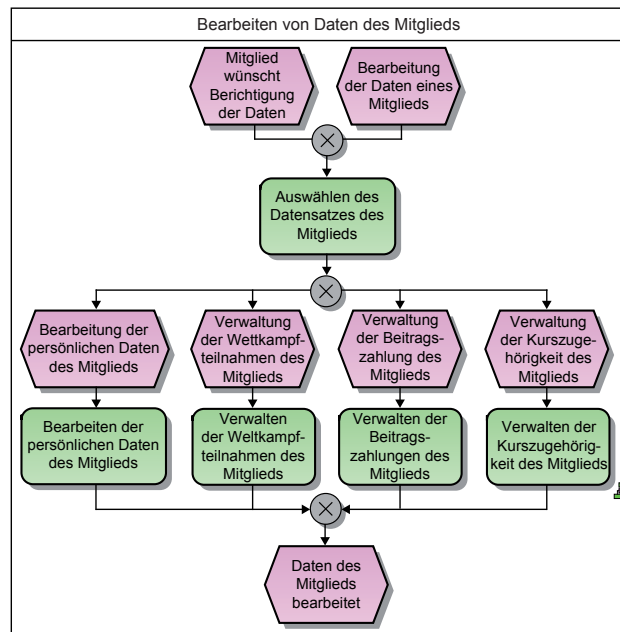 Bearbeiten von Daten des Mitglieds
Mitglied
wünscht
Berichtigung
der Daten
Bearbeitung
der Daten eines
Mitglieds
Auswählen des
Datensatzes des
Mitglieds
Bearbeitung der
persönlichen Daten
des Mitglieds
Verwaltung
der Wettkampf-
teilnahmen des
Mitglieds
Verwaltung
der Beitrags-
zahlung des
Mitglieds
Verwaltung
der Kurszuge-
hörigkeit des
Mitglieds
Bearbeiten der
persönlichen Daten
des Mitglieds
Verwalten
der Weltkampf-
teilnahmen des
Mitglieds
Verwalten der
Beitrags-
zahlungen des
Mitglieds
Verwalten der
Kurszugehörig-
keit des Mitglieds
Daten des
Mitglieds
bearbeitet